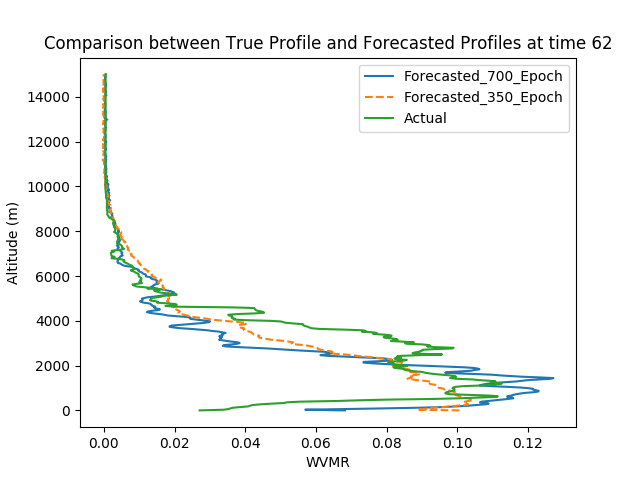 Comparison between True Profile and Forecasted Profiles at time 62
Forecasted_700_Epoch
Forecasted_350_Epoch
Actual
14000
12000
10000
8000
6000
4000
2000
0
Altitude (m)
0.00 0.02 0.04 0.06 0.08 0.10 0.12
WVMR